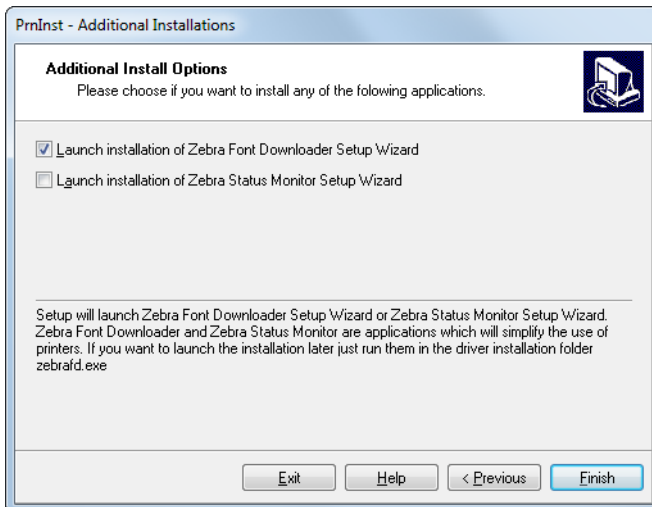 PrnInst - Additional Installations
Additional Install Options
Please choose if you want to install any of the folowing applications.
Launch installation of Zebra Font Downloader Setup Wizard
Launch installation of Zebra Status Monitor Setup Wizard
Setup will launch Zebra Font Downloader Setup Wizard or Zebra Status Monitor Setup Wizard.
Zebra Font Downloader and Zebra Status Monitor are applications which will simplify the use of
printers. If you want to launch the installation later just run them in the driver installation folder
zebrafd.exe
Exit Help < Previous Finish